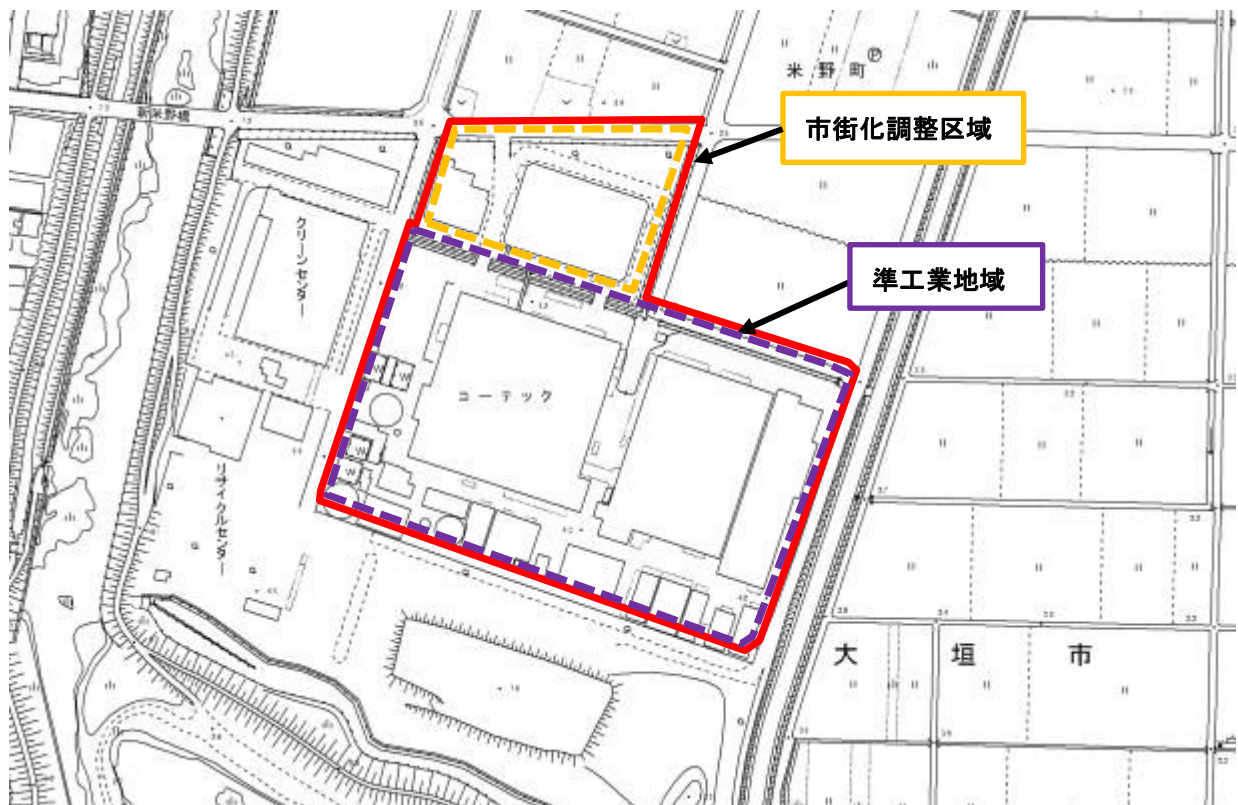 米野町
新米野橋
市街化調整区域
準工業地域
クリーンセンター
コーテック
リサイクルセンター
大垣市